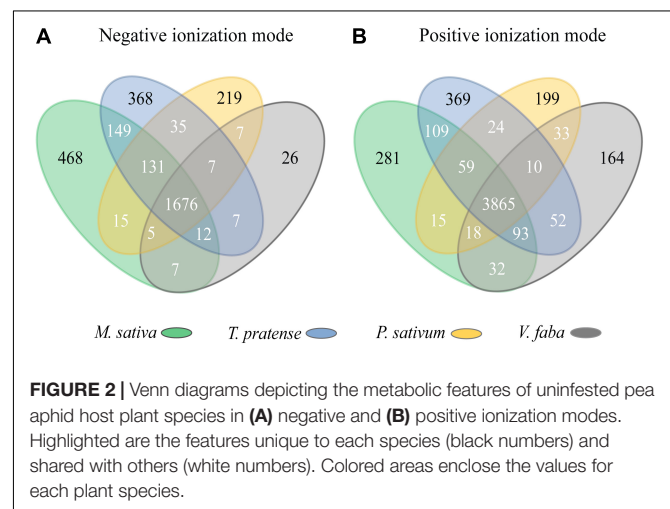 A Negative ionization mode
B Positive ionization mode
368 219
149 35 7
468 131 7 26
1676
15 5 12 7
7
369 199
109 24 33
281 59 10 164
3865
15 18 93 52
32
M. sativa T. pratense P. sativum V. faba
FIGURE 2 | Venn diagrams depicting the metabolic features of uninfested pea
aphid host plant species in (A) negative and (B) positive ionization modes.
Highlighted are the features unique to each species (black numbers) and
shared with others (white numbers). Colored areas enclose the values for
each plant species.